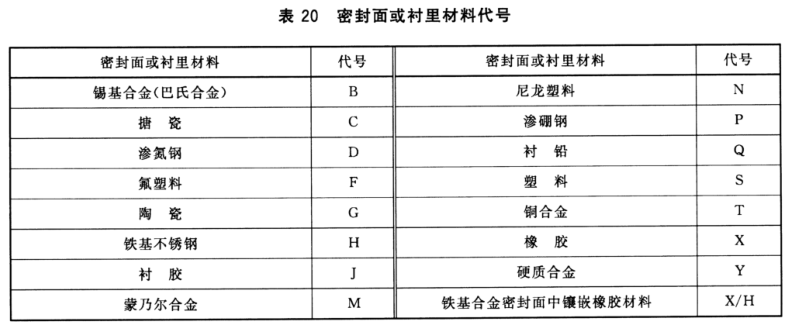 表 20 密封面或衬里材料代号
密封面或衬里材料 代号 密封面或衬里材料 代号
锡基合金(巴氏合金) B 尼龙塑料 N
搪 瓷 C 渗硼钢 P
渗氮钢 D 衬 铅 Q
氟塑料 F 塑 料 S
陶 瓷 G 铜合金 T
铁基不锈钢 H 橡 胶 X
衬 胶 J 硬质合金 Y
蒙乃尔合金 M 铁基合金密封面中镶嵌橡胶材料 X/H